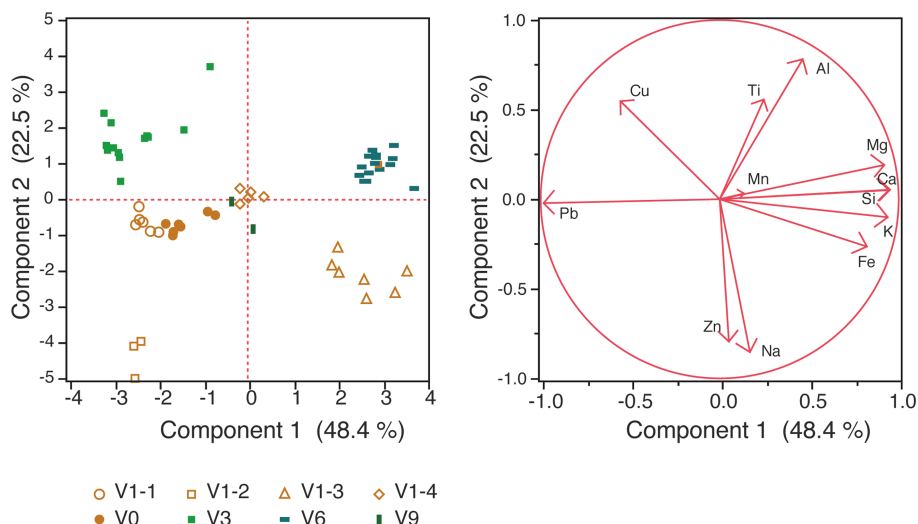 5
4
3
2
1
0
-1
-2
-3
-4
-5
Component 2 (22.5 %)
-4 -3 -2 -1 0 1 2 3 4
Component 1 (48.4 %)
1.0
0.5
0.0
-0.5
-1.0
Component 2 (22.5 %)
Al
Cu
Ti
Mg
Mn
Ca
Si
Pb
K
Fe
Zn
Na
-1.0 -0.5 0.0 0.5 1.0
Component 1 (48.4 %)
V1-1 V1-2 V1-3 V1-4
V0 V3 V6 V9